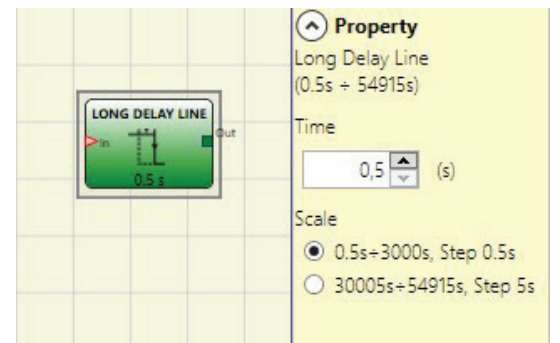 LONG DELAY LINE
In
Out
0.5 s
Property
Long Delay Line
(0.5s ÷ 54915s)
Time
0,5 (s)
Scale
0.5s÷3000s, Step 0.5s
30005s÷54915s, Step 5s